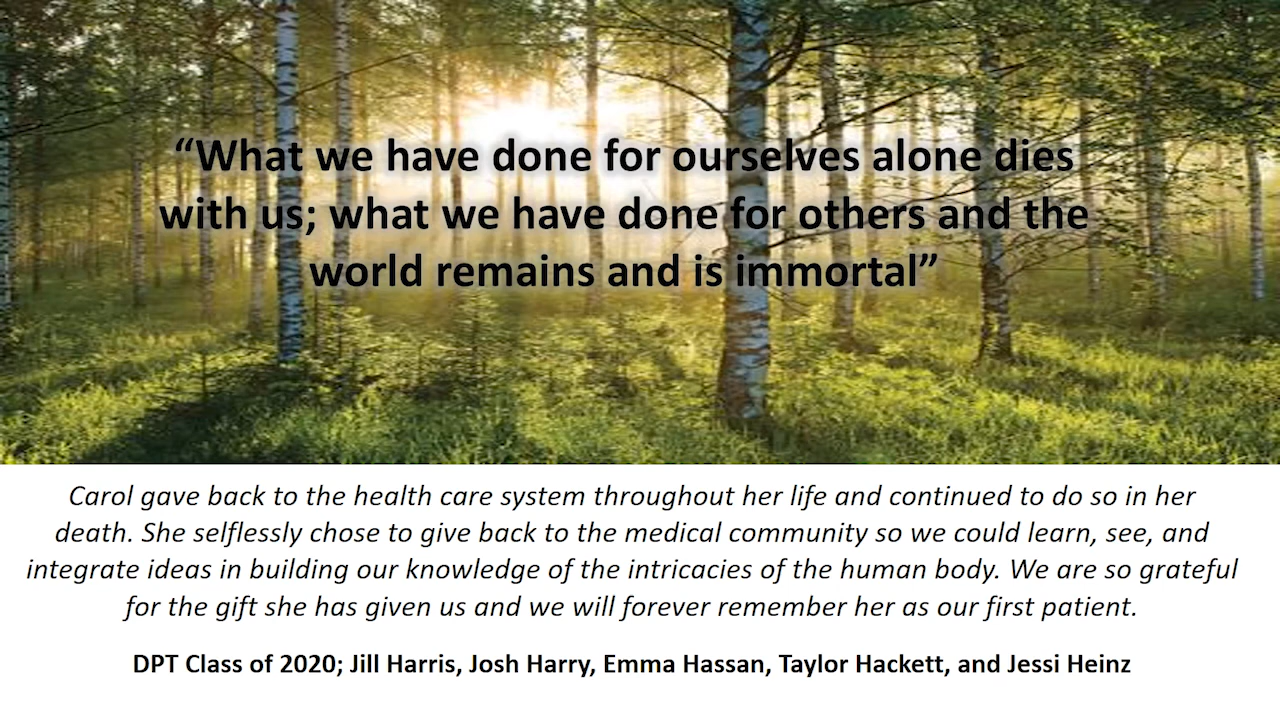 “What we have done for ourselves alone dies
with us; what we have done for others and the
world remains and is immortal”
Carol gave back to the health care system throughout her life and continued to do so in her
death. She selflessly chose to give back to the medical community so we could learn, see, and
integrate ideas in building our knowledge of the intricacies of the human body. We are so grateful
for the gift she has given us and we will forever remember her as our first patient.
DPT Class of 2020; Jill Harris, Josh Harry, Emma Hassan, Taylor Hackett, and Jessi Heinz